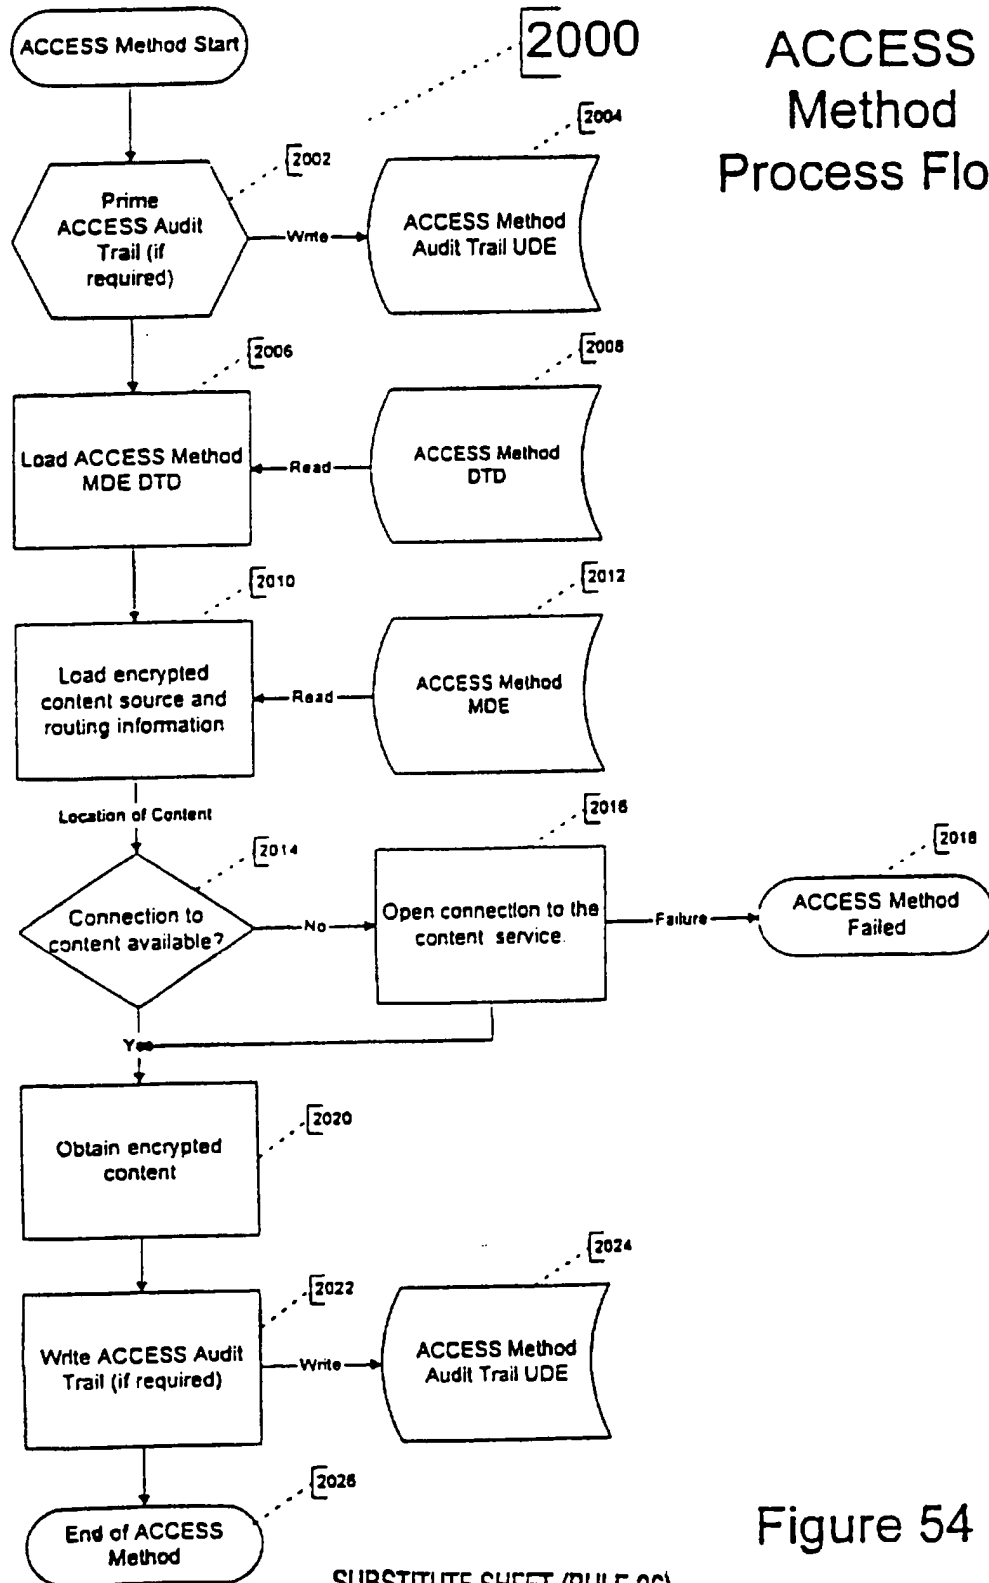 ACCESS Method Start
2000
ACCESS
Method
Process Flo
2002
2004
Prime
ACCESS Audit
Trail (if
required)
Write
ACCESS Method
Audit Trail UDE
2006
2008
Load ACCESS Method
MDE DTD
Read
ACCESS Method
DTD
2010
2012
Load encrypted
content source and
routing information
Read
ACCESS Method
MDE
Location of Content
2014
2016
2018
Connection to
content available?
No
Open connection to the
content service.
Failure
ACCESS Method
Failed
Y
2020
Obtain encrypted
content
2022
2024
Write ACCESS Audit
Trail (if required)
Write
ACCESS Method
Audit Trail UDE
2026
End of ACCESS
Method
Figure 54
SUBSTITUTE SHEET (RULE 26)